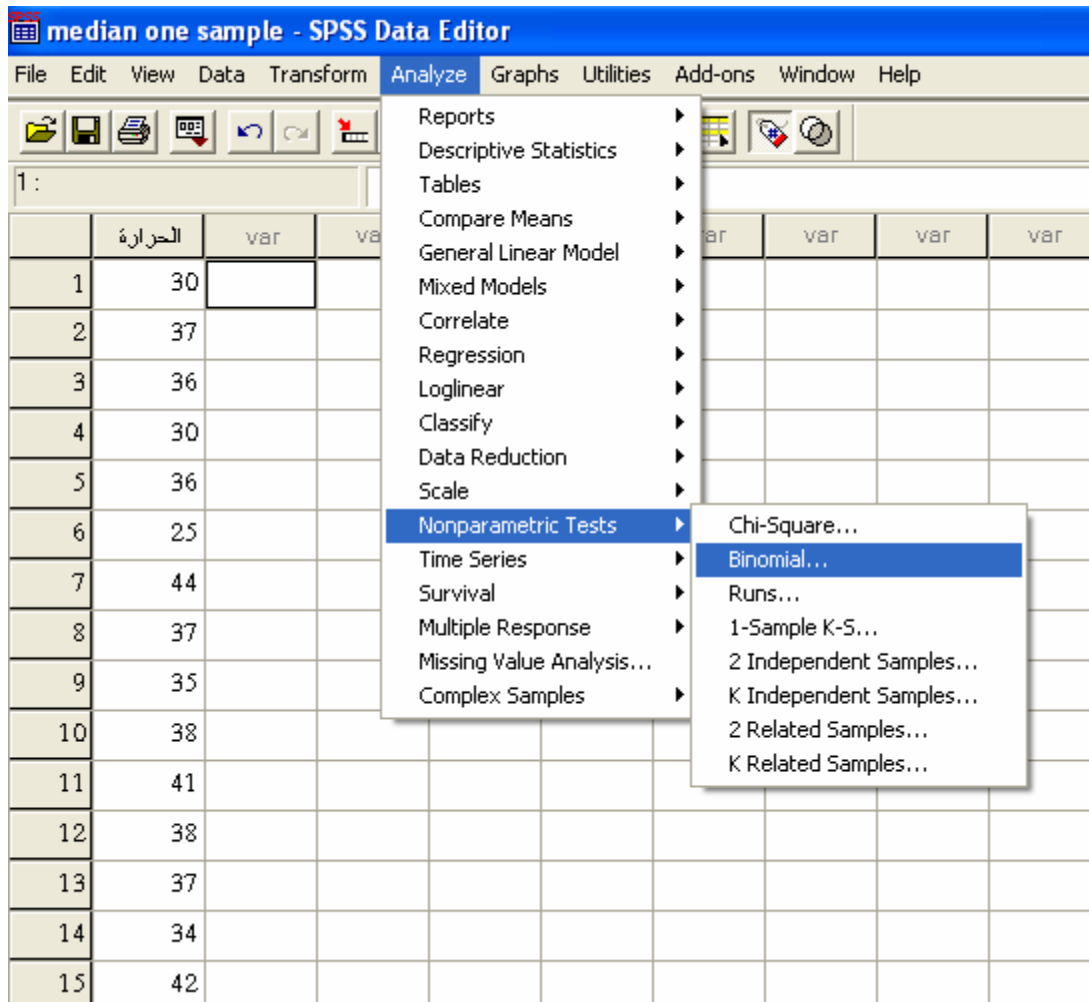 SPSS
median one sample - SPSS Data Editor
File Edit View Data Transform Analyze Graphs Utilities Add-ons Window Help
1 :
الحرارة var va ar var var var
1 30
2 37
3 36
4 30
5 36
6 25
7 44
8 37
9 35
10 38
11 41
12 38
13 37
14 34
15 42
Reports
Descriptive Statistics
Tables
Compare Means
General Linear Model
Mixed Models
Correlate
Regression
Loglinear
Classify
Data Reduction
Scale
Nonparametric Tests
Time Series
Survival
Multiple Response
Missing Value Analysis...
Complex Samples
Chi-Square...
Binomial...
Runs...
1-Sample K-S...
2 Independent Samples...
K Independent Samples...
2 Related Samples...
K Related Samples...